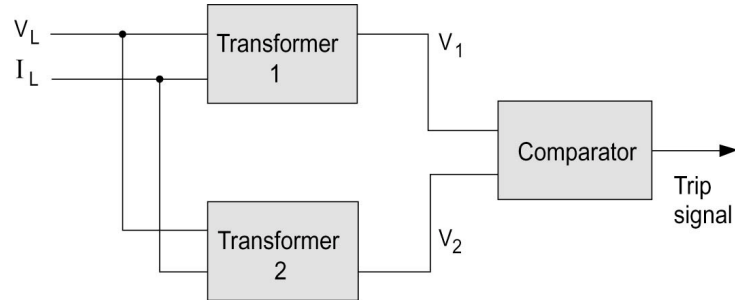 V_L
I_L
Transformer
1
V_1
Comparator
Trip
signal
Transformer
2
V_2